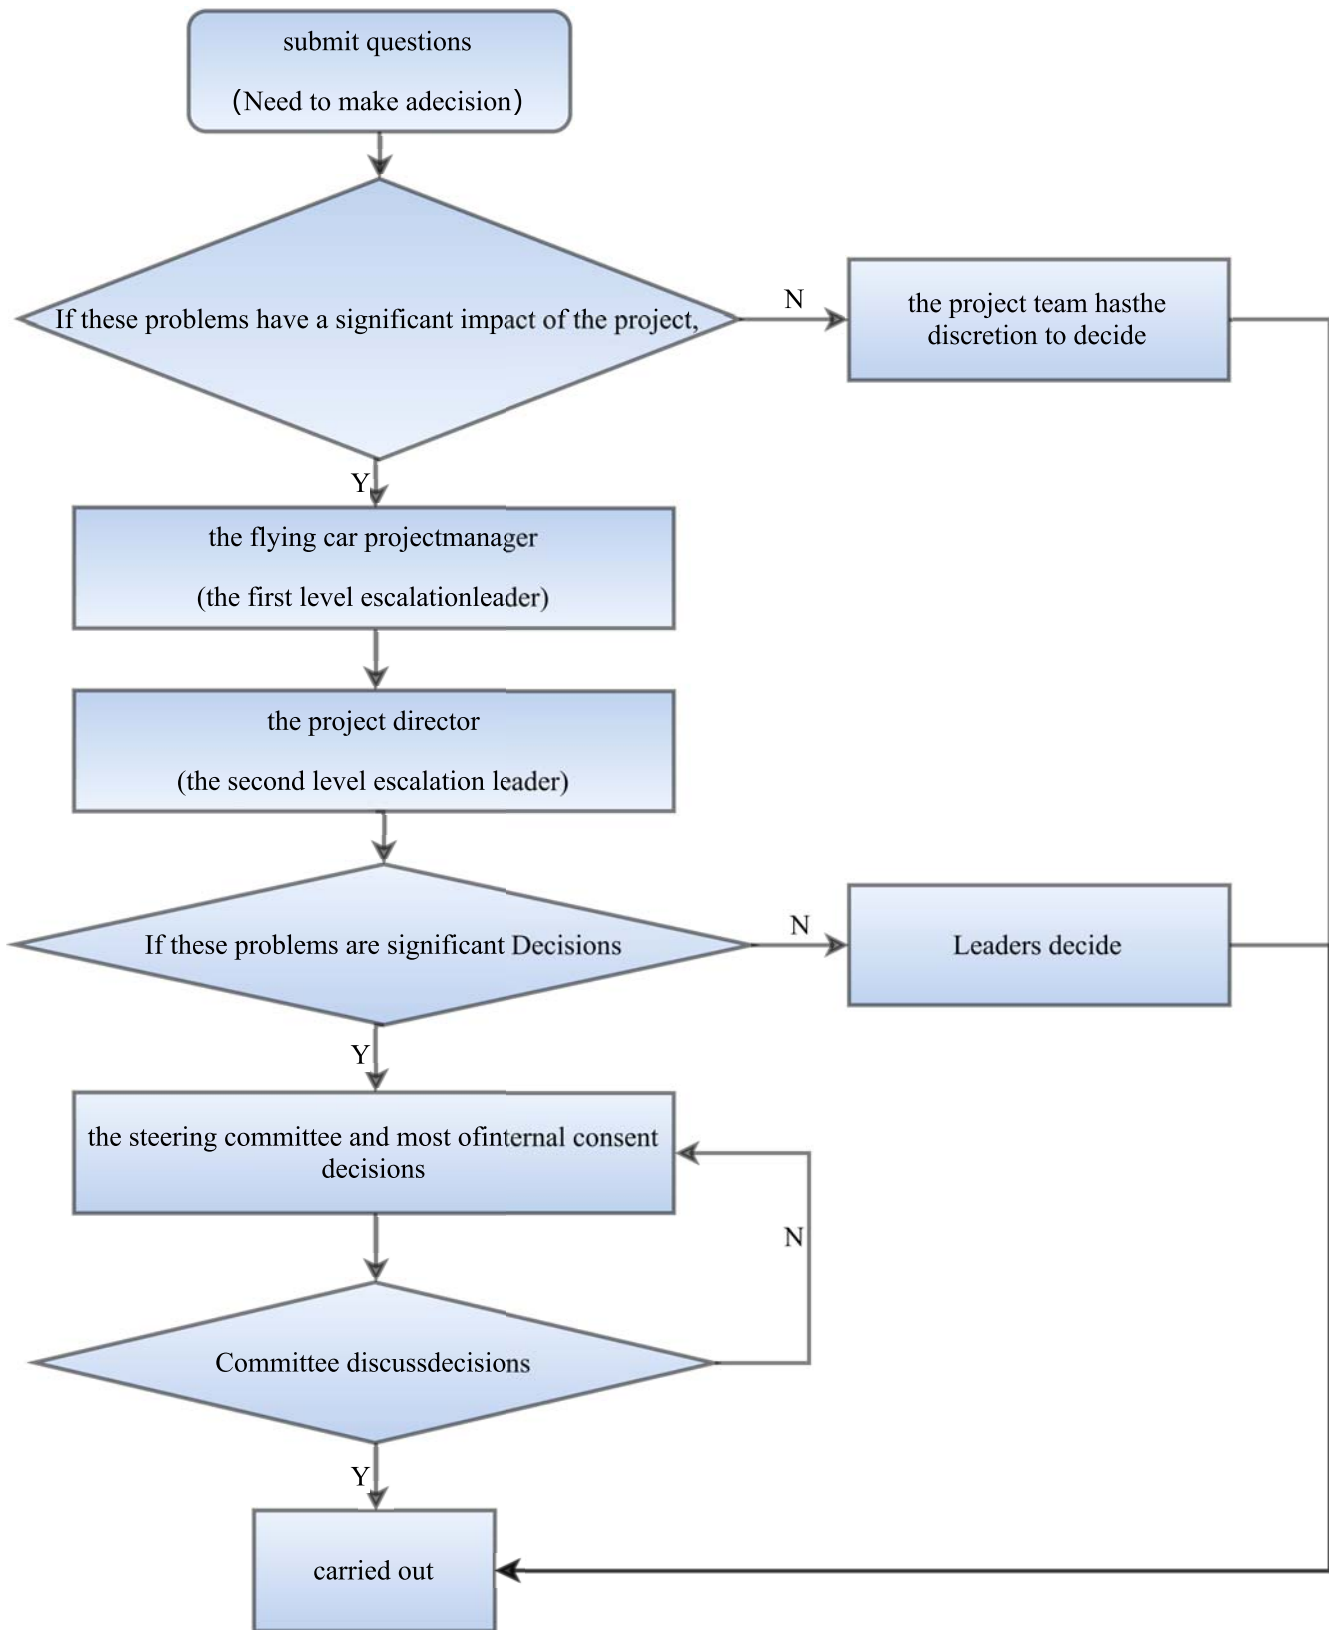 submit questions
（Need to make adecision）
If these problems have a significant impact of the project,
N
the project team hasthe
discretion to decide
Y
the flying car projectmanager
(the first level escalationleader)
the project director
(the second level escalation leader)
If these problems are significant Decisions
N
Leaders decide
Y
the steering committee and most ofinternal consent
decisions
N
Committee discussdecisions
Y
carried out